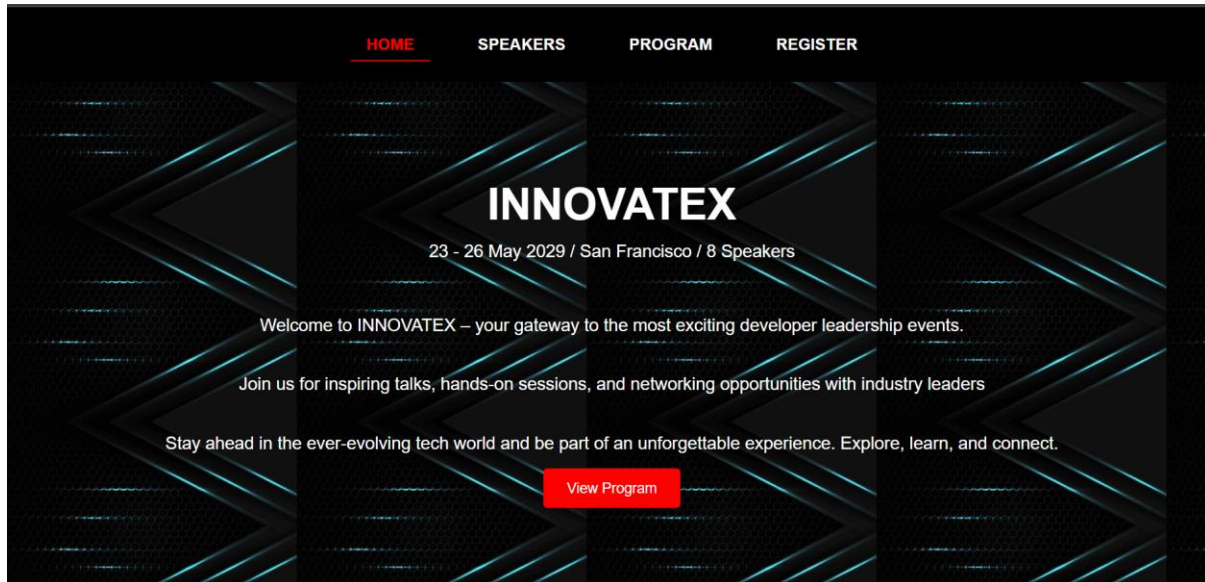 HOME SPEAKERS PROGRAM REGISTER
INNOVATEX
23 - 26 May 2029 / San Francisco / 8 Speakers
Welcome to INNOVATEX – your gateway to the most exciting developer leadership events.
Join us for inspiring talks, hands-on sessions, and networking opportunities with industry leaders
Stay ahead in the ever-evolving tech world and be part of an unforgettable experience. Explore, learn, and connect.
View Program